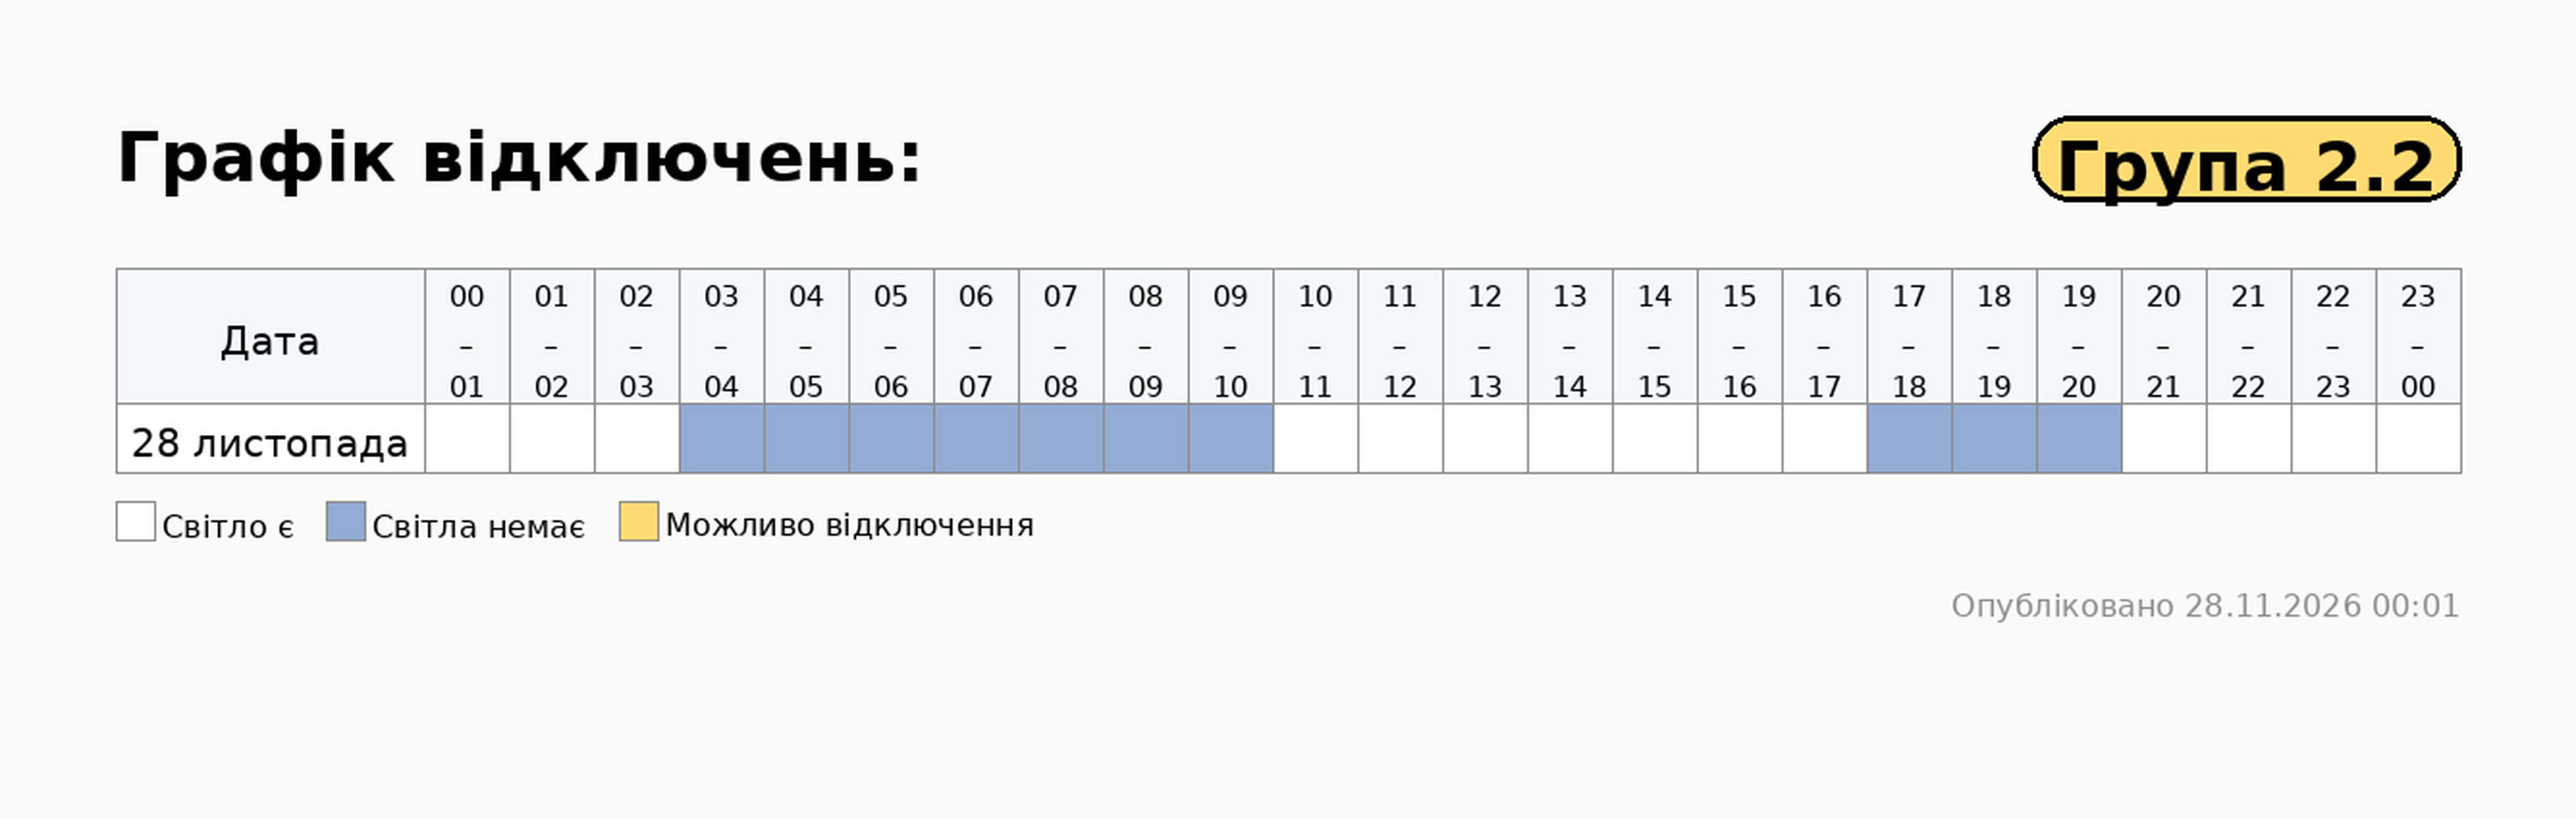 Графік відключень:
Група 2.2
Дата
00 – 01
01 – 02
02 – 03
03 – 04
04 – 05
05 – 06
06 – 07
07 – 08
08 – 09
09 – 10
10 – 11
11 – 12
12 – 13
13 – 14
14 – 15
15 – 16
16 – 17
17 – 18
18 – 19
19 – 20
20 – 21
21 – 22
22 – 23
23 – 00
28 листопада
Світло є
Світла немає
Можливо відключення
Опубліковано 28.11.2026 00:01